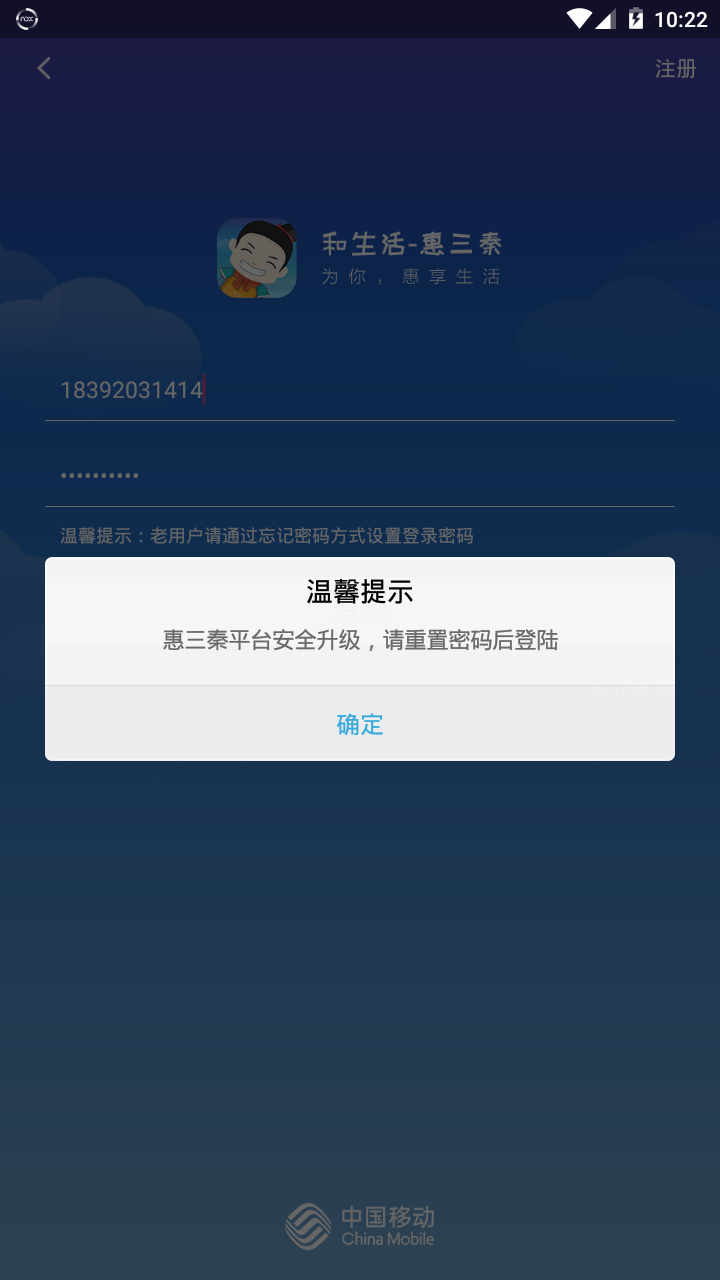 10:22
注册
和生活-惠三秦
为你，惠享生活
18392031414
••••••••••
温馨提示：老用户请通过忘记密码方式设置登录密码
温馨提示
惠三秦平台安全升级，请重置密码后登陆
确定
中国移动
China Mobile